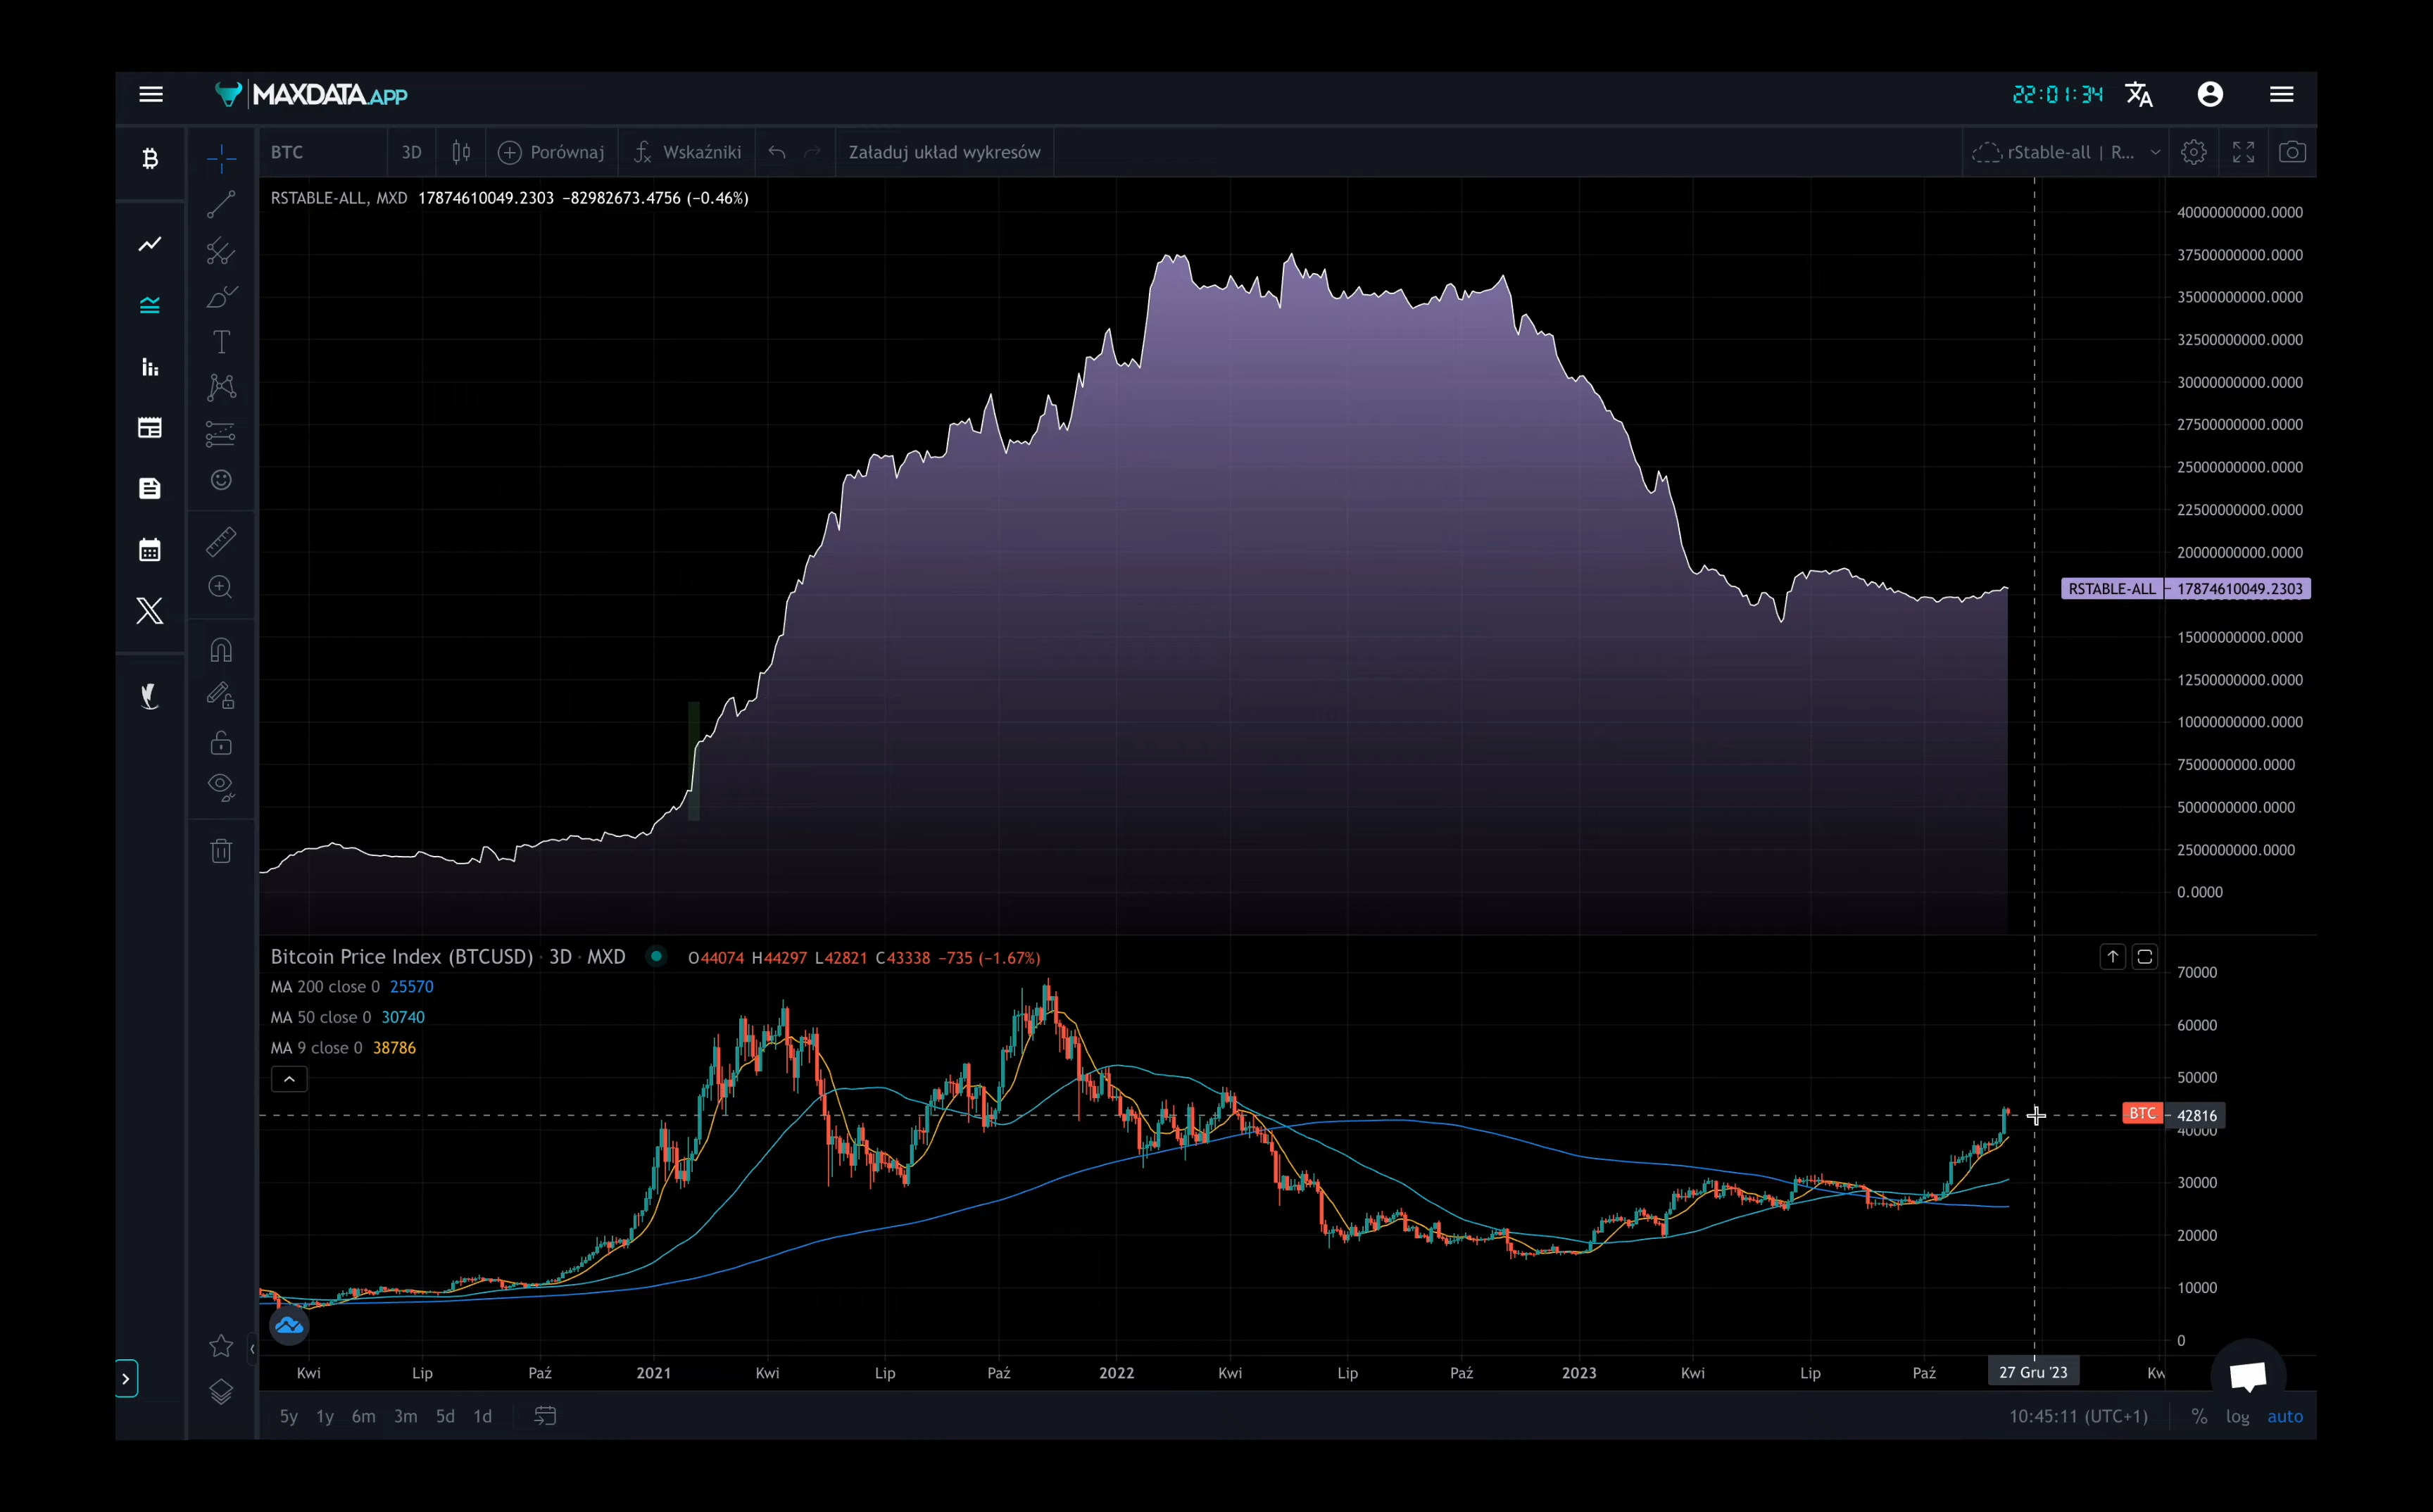 MAXDATA.APP
22:01:34
BTC
3D
Porównaj
Wskaźniki
Załaduj układ wykresów
rStable-all | R...
RSTABLE-ALL, MXD 17874610049.2303 −82982673.4756 (−0.46%)
40000000000.0000
37500000000.0000
35000000000.0000
32500000000.0000
30000000000.0000
27500000000.0000
25000000000.0000
22500000000.0000
20000000000.0000
RSTABLE-ALL 17874610049.2303
15000000000.0000
12500000000.0000
10000000000.0000
7500000000.0000
5000000000.0000
2500000000.0000
0.0000
Bitcoin Price Index (BTCUSD) · 3D · MXD O44074 H44297 L42821 C43338 −735 (−1.67%)
MA 200 close 0 25570
MA 50 close 0 30740
MA 9 close 0 38786
70000
60000
50000
BTC 42816
40000
30000
20000
10000
0
Kwi Lip Paź 2021 Kwi Lip Paź 2022 Kwi Lip Paź 2023 Kwi Lip Paź 27 Gru '23 Kw
5y 1y 6m 3m 5d 1d
10:45:11 (UTC+1) % log auto